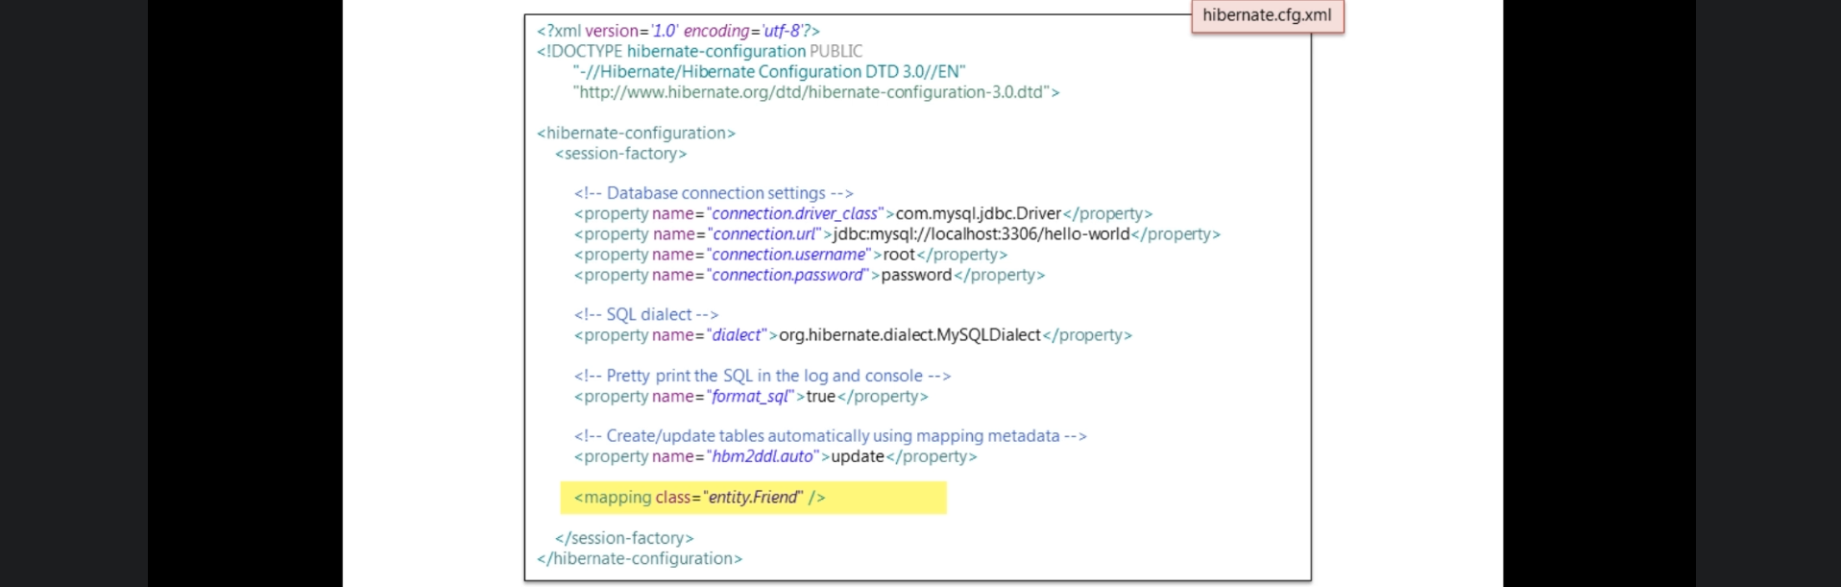 hibernate.cfg.xml
<?xml version='1.0' encoding='utf-8'?>
<!DOCTYPE hibernate-configuration PUBLIC
"-//Hibernate/Hibernate Configuration DTD 3.0//EN"
"http://www.hibernate.org/dtd/hibernate-configuration-3.0.dtd">
<hibernate-configuration>
<session-factory>
<!-- Database connection settings -->
<property name="connection.driver_class">com.mysql.jdbc.Driver</property>
<property name="connection.url">jdbc:mysql://localhost:3306/hello-world</property>
<property name="connection.username">root</property>
<property name="connection.password">password</property>
<!-- SQL dialect -->
<property name="dialect">org.hibernate.dialect.MySQLDialect</property>
<!-- Pretty print the SQL in the log and console -->
<property name="format_sql">true</property>
<!-- Create/update tables automatically using mapping metadata -->
<property name="hbm2ddl.auto">update</property>
<mapping class="entity.Friend" />
</session-factory>
</hibernate-configuration>